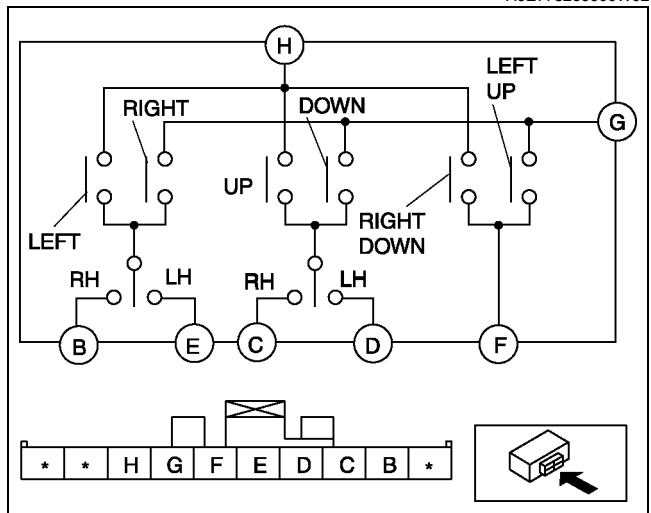 H
LEFT
UP
RIGHT
DOWN
G
UP
LEFT
RIGHT
DOWN
RH
LH
RH
LH
B
E
C
D
F
* * H G F E D C B *